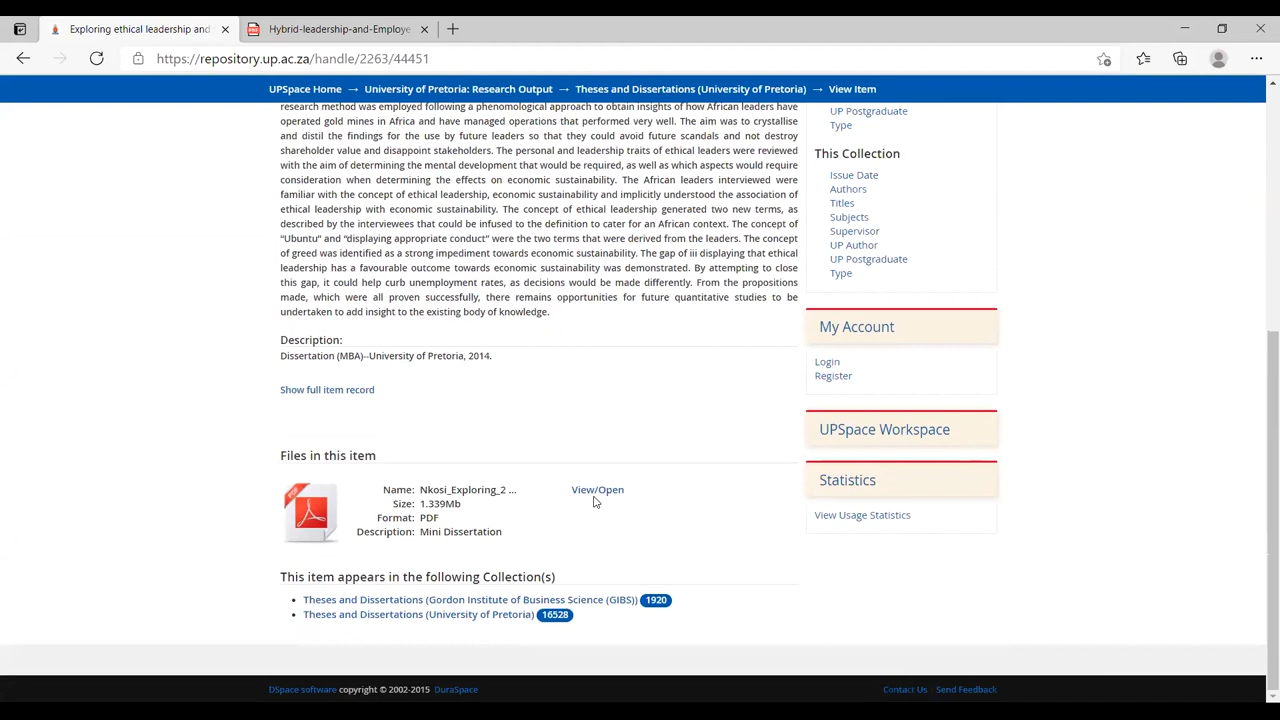 Exploring ethical leadership and
Hybrid-leadership-and-Employe
https://repository.up.ac.za/handle/2263/44451
UPSpace Home → University of Pretoria: Research Output → Theses and Dissertations (University of Pretoria) → View Item
research method was employed following a phenomological approach to obtain insights of how African leaders have
operated gold mines in Africa and have managed operations that performed very well. The aim was to crystallise
and distil the findings for the use by future leaders so that they could avoid future scandals and not destroy
shareholder value and disappoint stakeholders. The personal and leadership traits of ethical leaders were reviewed
with the aim of determining the mental development that would be required, as well as which aspects would require
consideration when determining the effects on economic sustainability. The African leaders interviewed were
familiar with the concept of ethical leadership, economic sustainability and implicitly understood the association of
ethical leadership with economic sustainability. The concept of ethical leadership generated two new terms, as
described by the interviewees that could be infused to the definition to cater for an African context. The concept of
“Ubuntu” and “displaying appropriate conduct” were the two terms that were derived from the leaders. The concept
of greed was identified as a strong impediment towards economic sustainability. The gap of iii displaying that ethical
leadership has a favourable outcome towards economic sustainability was demonstrated. By attempting to close
this gap, it could help curb unemployment rates, as decisions would be made differently. From the propositions
made, which were all proven successfully, there remains opportunities for future quantitative studies to be
undertaken to add insight to the existing body of knowledge.
Description:
Dissertation (MBA)--University of Pretoria, 2014.
Show full item record
Files in this item
PDF
Name: Nkosi_Exploring_2 ...
View/Open
Size: 1.339Mb
Format: PDF
Description: Mini Dissertation
This item appears in the following Collection(s)
• Theses and Dissertations (Gordon Institute of Business Science (GIBS)) 1920
• Theses and Dissertations (University of Pretoria) 16528
UP Postgraduate
Type
This Collection
Issue Date
Authors
Titles
Subjects
Supervisor
UP Author
UP Postgraduate
Type
My Account
Login
Register
UPSpace Workspace
Statistics
View Usage Statistics
DSpace software copyright © 2002-2015 DuraSpace
Contact Us | Send Feedback